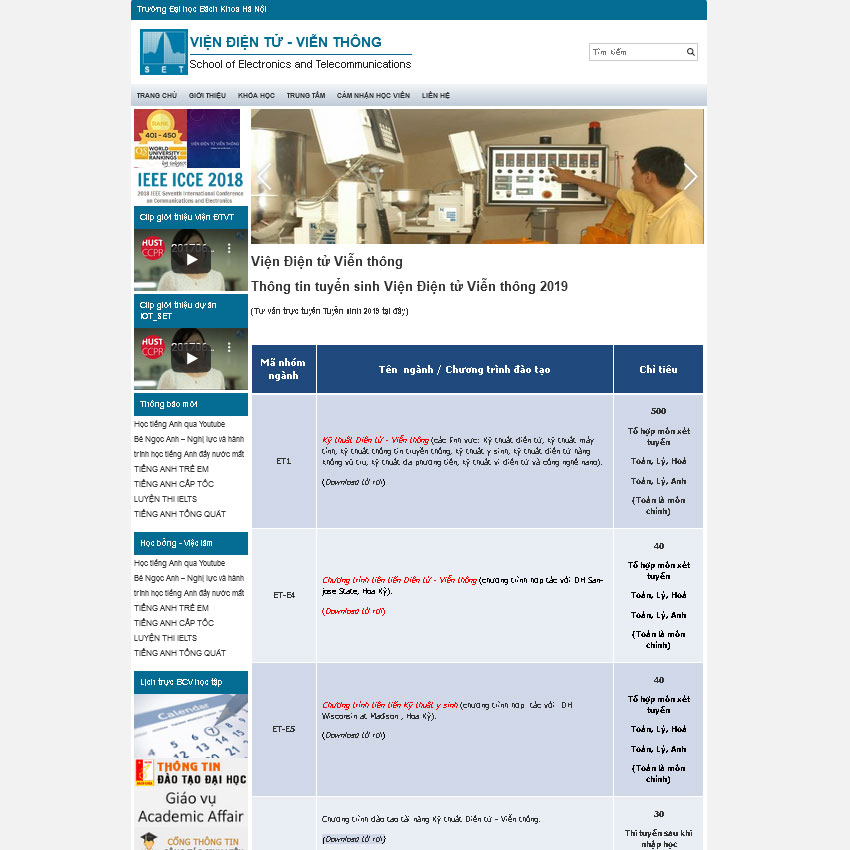 Trường Đại học Bách Khoa Hà Nội
VIỆN ĐIỆN TỬ - VIỄN THÔNG
School of Electronics and Telecommunications
SET
Tìm kiếm
TRANG CHỦ GIỚI THIỆU KHÓA HỌC TRUNG TÂM CẢM NHẬN HỌC VIÊN LIÊN HỆ
RANK
401 - 450
WORLD
UNIVERSITY
RANKINGS
by subject
VIỆN ĐIỆN TỬ VIỄN THÔNG
IEEE ICCE 2018
2018 IEEE Seventh International Conference
on Communications and Electronics
Clip giới thiệu Viện ĐTVT
HUST
CCPR
201706...
Clip giới thiệu dự án
IOT_SET
HUST
CCPR
201706...
Thông báo mới
Học tiếng Anh qua Youtube
Bé Ngọc Anh – Nghị lực và hành
trình học tiếng Anh đầy nước mắt
TIẾNG ANH TRẺ EM
TIẾNG ANH CẤP TỐC
LUYỆN THI IELTS
TIẾNG ANH TỔNG QUÁT
Học bổng - Việc làm
Học tiếng Anh qua Youtube
Bé Ngọc Anh – Nghị lực và hành
trình học tiếng Anh đầy nước mắt
TIẾNG ANH TRẺ EM
TIẾNG ANH CẤP TỐC
LUYỆN THI IELTS
TIẾNG ANH TỔNG QUÁT
Lịch trực BCV học tập
Calendar
THÔNG TIN
ĐÀO TẠO ĐẠI HỌC
Giáo vụ
Academic Affair
CỔNG THÔNG TIN
Viện Điện tử Viễn thông
Thông tin tuyển sinh Viện Điện tử Viễn thông 2019
(Tư vấn trực tuyến Tuyển sinh 2019 tại đây)
Mã nhóm
ngành
Tên ngành / Chương trình đào tạo
Chỉ tiêu
ET1
Kỹ thuật Điện tử - Viễn thông (các lĩnh vực: Kỹ thuật điện tử, kỹ thuật máy
tính, kỹ thuật thông tin truyền thông, kỹ thuật y sinh, kỹ thuật điện tử hàng
không vũ trụ, kỹ thuật đa phương tiện, kỹ thuật vi điện tử và công nghệ nano).
(Download tờ rơi)
500
Tổ hợp môn xét
tuyển
Toán, Lý, Hoá
Toán, Lý, Anh
(Toán là môn
chính)
ET-E4
Chương trình tiên tiến Điện tử - Viễn thông (chương trình hợp tác với ĐH San-
jose State, Hoa Kỳ).
(Download tờ rơi)
40
Tổ hợp môn xét
tuyển
Toán, Lý, Hoá
Toán, Lý, Anh
(Toán là môn
chính)
ET-E5
Chương trình tiên tiến Kỹ thuật y sinh (chương trình hợp tác với ĐH
Wisconsin at Madison , Hoa Kỳ).
(Download tờ rơi)
40
Tổ hợp môn xét
tuyển
Toán, Lý, Hoá
Toán, Lý, Anh
(Toán là môn
chính)
Chương trình đào tạo tài năng Kỹ thuật Điện tử – Viễn thông.
(Download tờ rơi)
30
Thi tuyển sau khi
nhập học